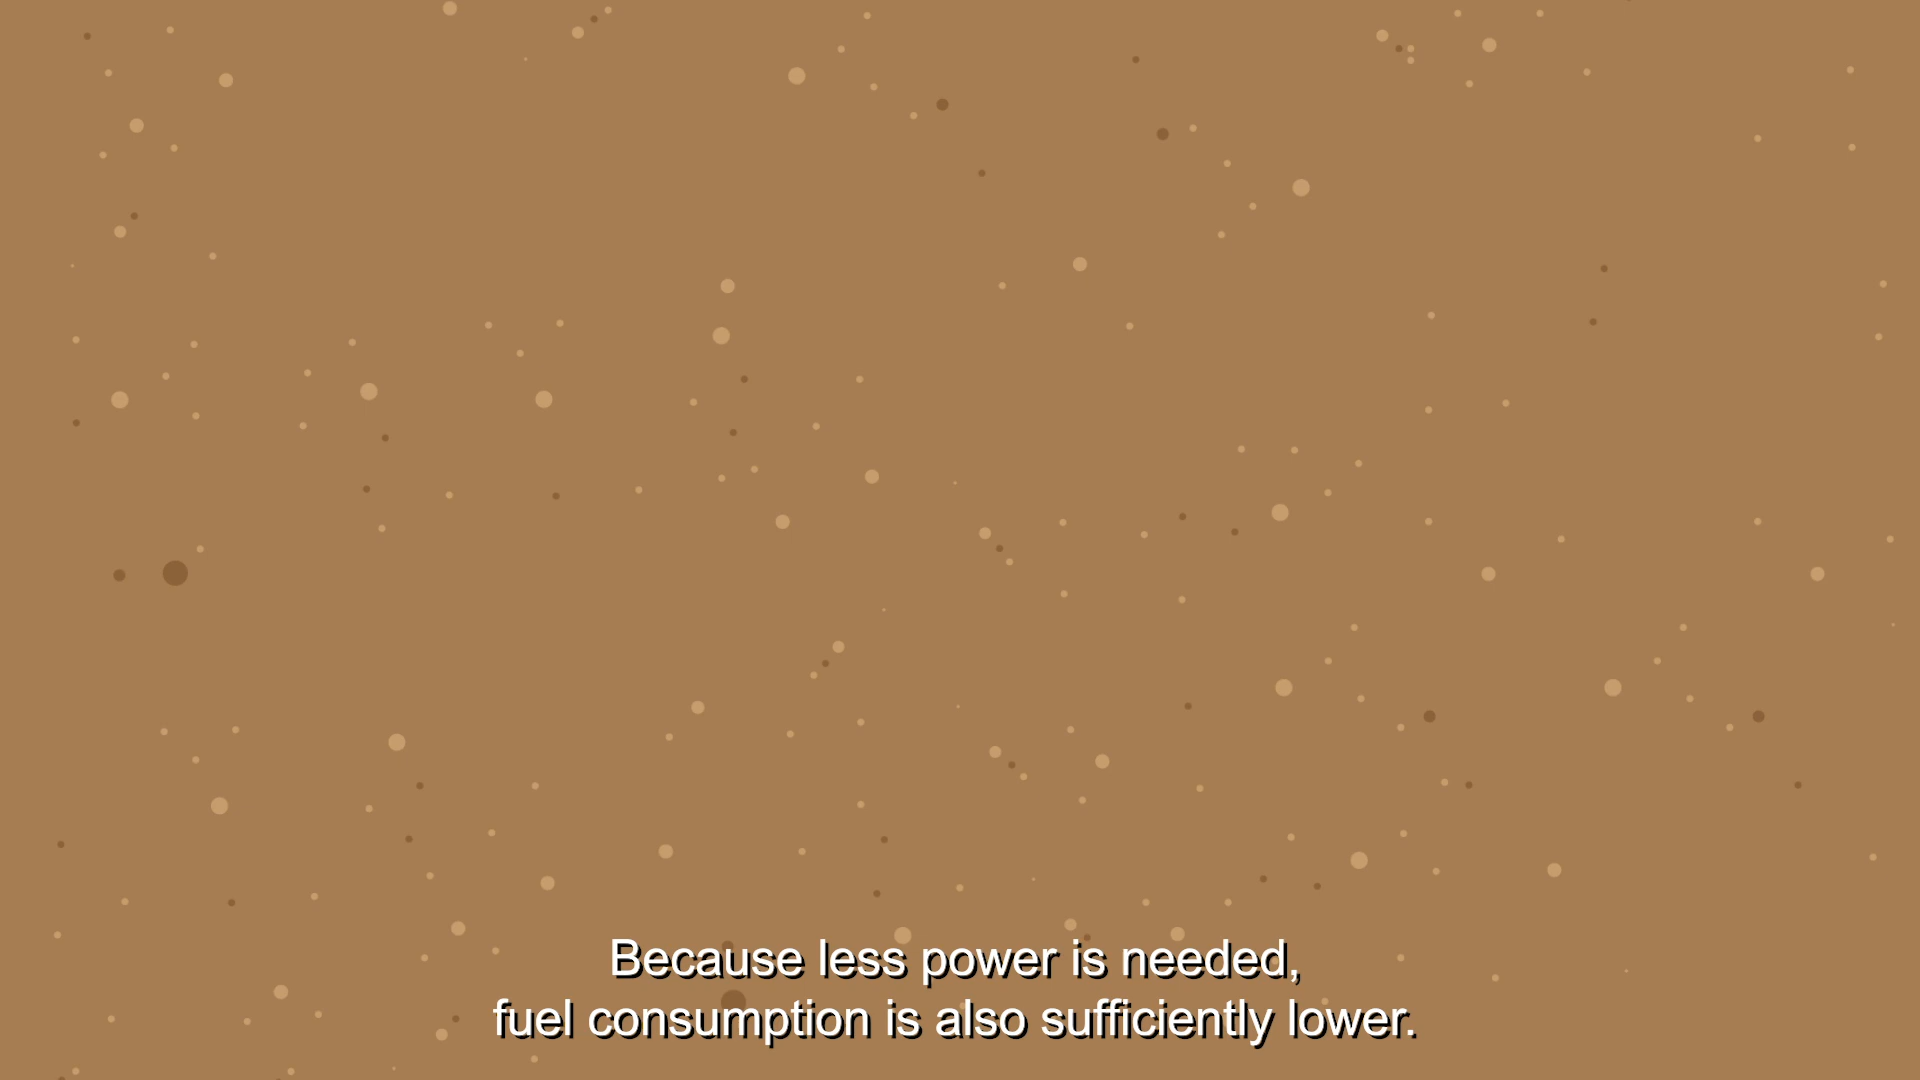 Because less power is needed,
fuel consumption is also sufficiently lower.